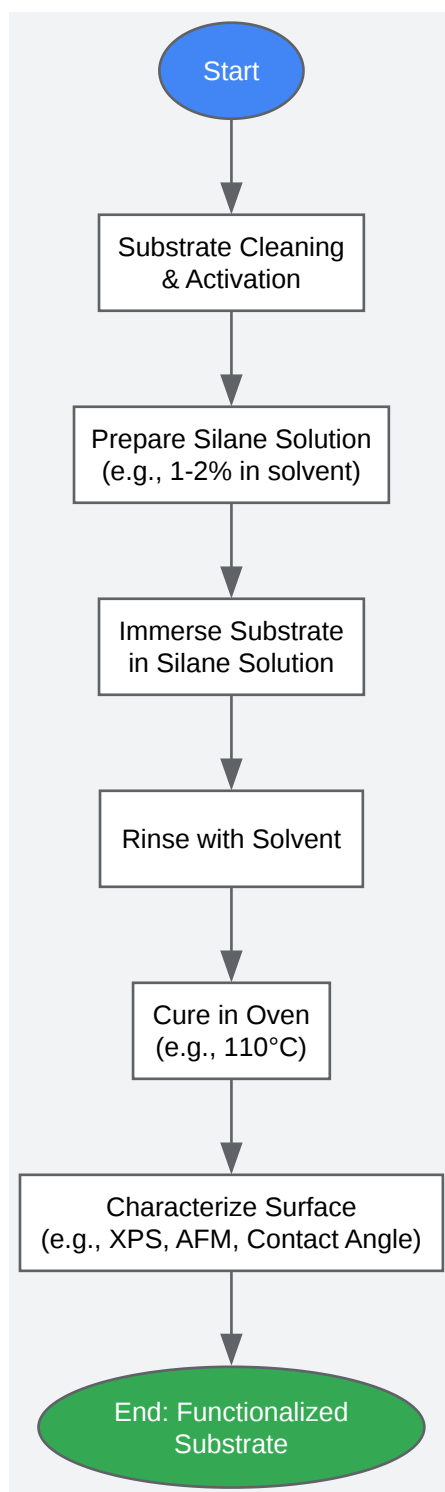 Start
Substrate Cleaning
& Activation
Prepare Silane Solution
(e.g., 1-2% in solvent)
Immerse Substrate
in Silane Solution
Rinse with Solvent
Cure in Oven
(e.g., 110°C)
Characterize Surface
(e.g., XPS, AFM, Contact Angle)
End: Functionalized
Substrate